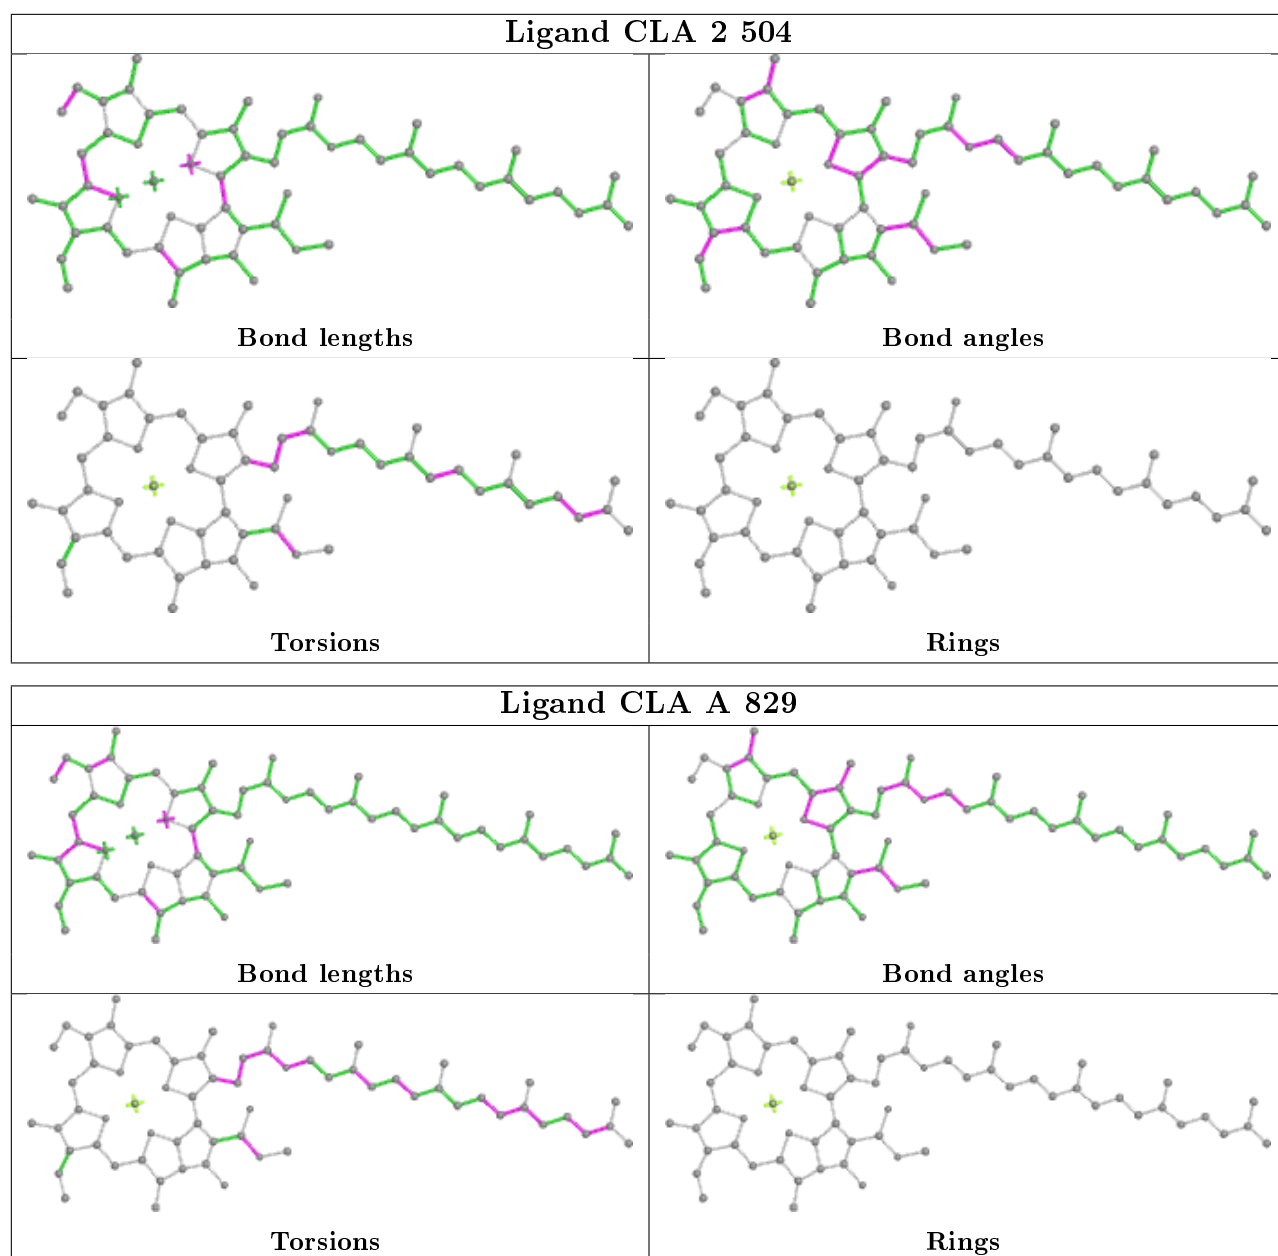 Ligand CLA 2 504
Bond lengths
Bond angles
Torsions
Rings
Ligand CLA A 829
Bond lengths
Bond angles
Torsions
Rings